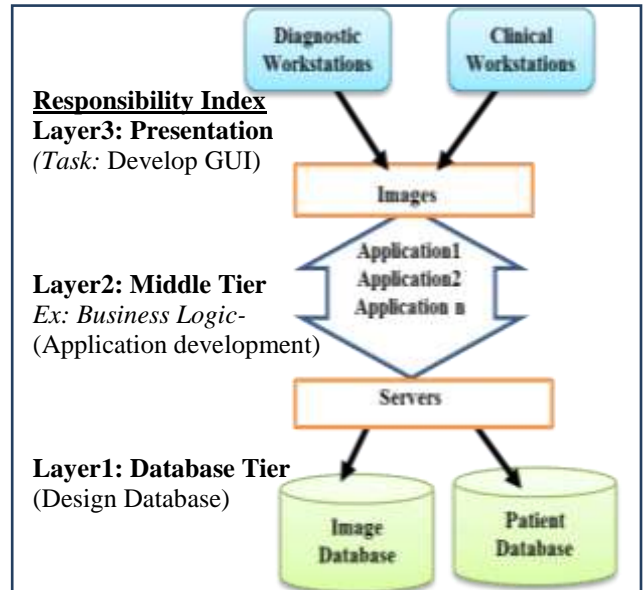 Diagnostic
Workstations
Clinical
Workstations
Responsibility Index
Layer3: Presentation
(Task: Develop GUI)
Images
Application1
Application2
Application n
Layer2: Middle Tier
Ex: Business Logic-
(Application development)
Servers
Layer1: Database Tier
(Design Database)
Image
Database
Patient
Database